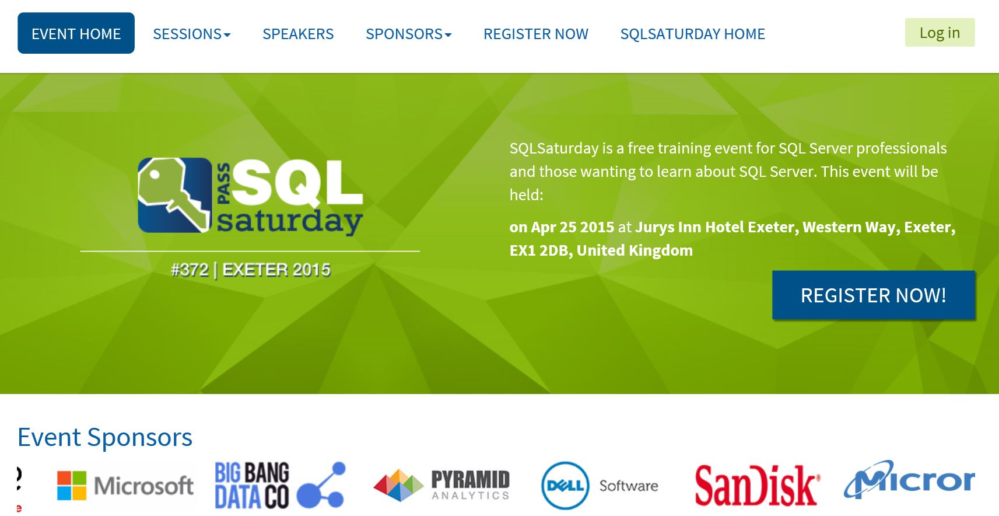 EVENT HOME
SESSIONS
SPEAKERS
SPONSORS
REGISTER NOW
SQLSATURDAY HOME
Log in
PASS
SQL
saturday
#372 | EXETER 2015
SQLSaturday is a free training event for SQL Server professionals
and those wanting to learn about SQL Server. This event will be
held:
on Apr 25 2015 at Jurys Inn Hotel Exeter, Western Way, Exeter,
EX1 2DB, United Kingdom
REGISTER NOW!
Event Sponsors
Microsoft
BIG BANG
DATA CO
PYRAMID
ANALYTICS
DELL Software
SanDisk®
Micror